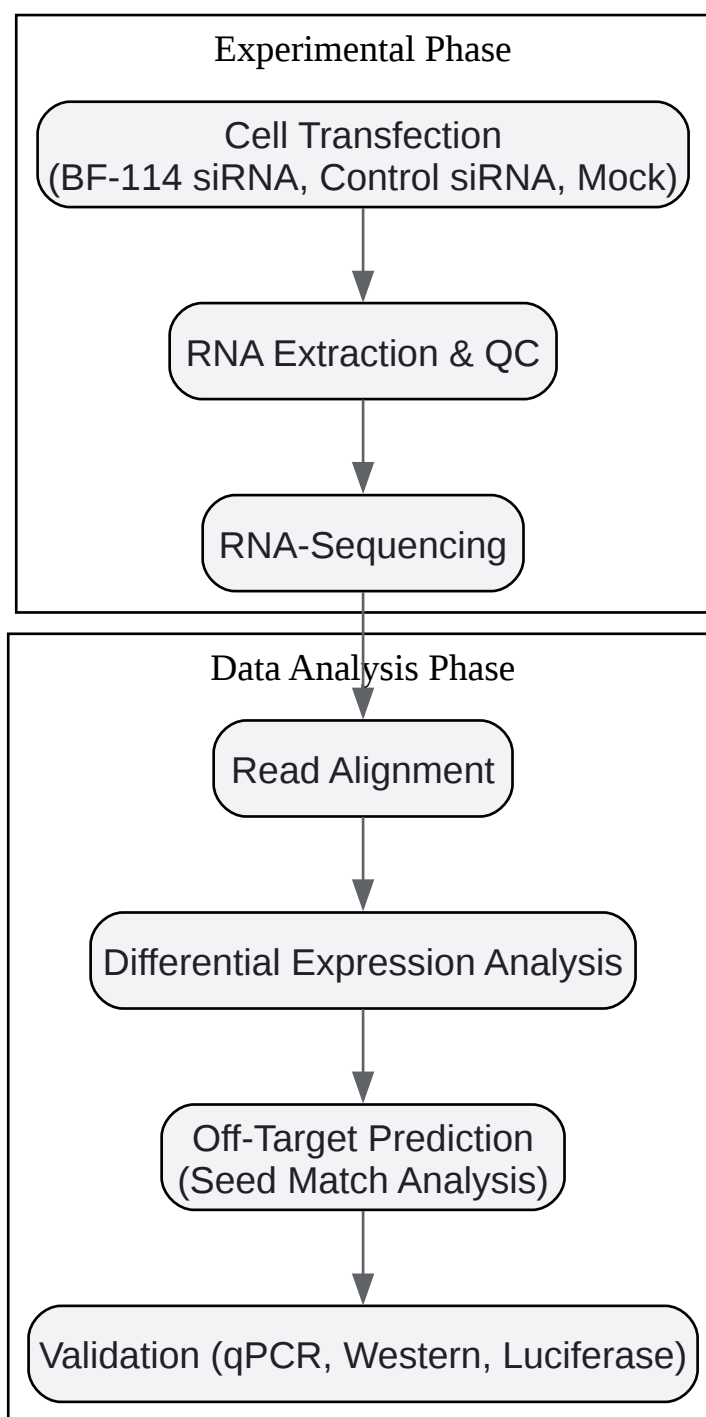 Experimental Phase
Cell Transfection
(BF-114 siRNA, Control siRNA, Mock)
RNA Extraction & QC
RNA-Sequencing
Data Analysis Phase
Read Alignment
Differential Expression Analysis
Off-Target Prediction
(Seed Match Analysis)
Validation (qPCR, Western, Luciferase)